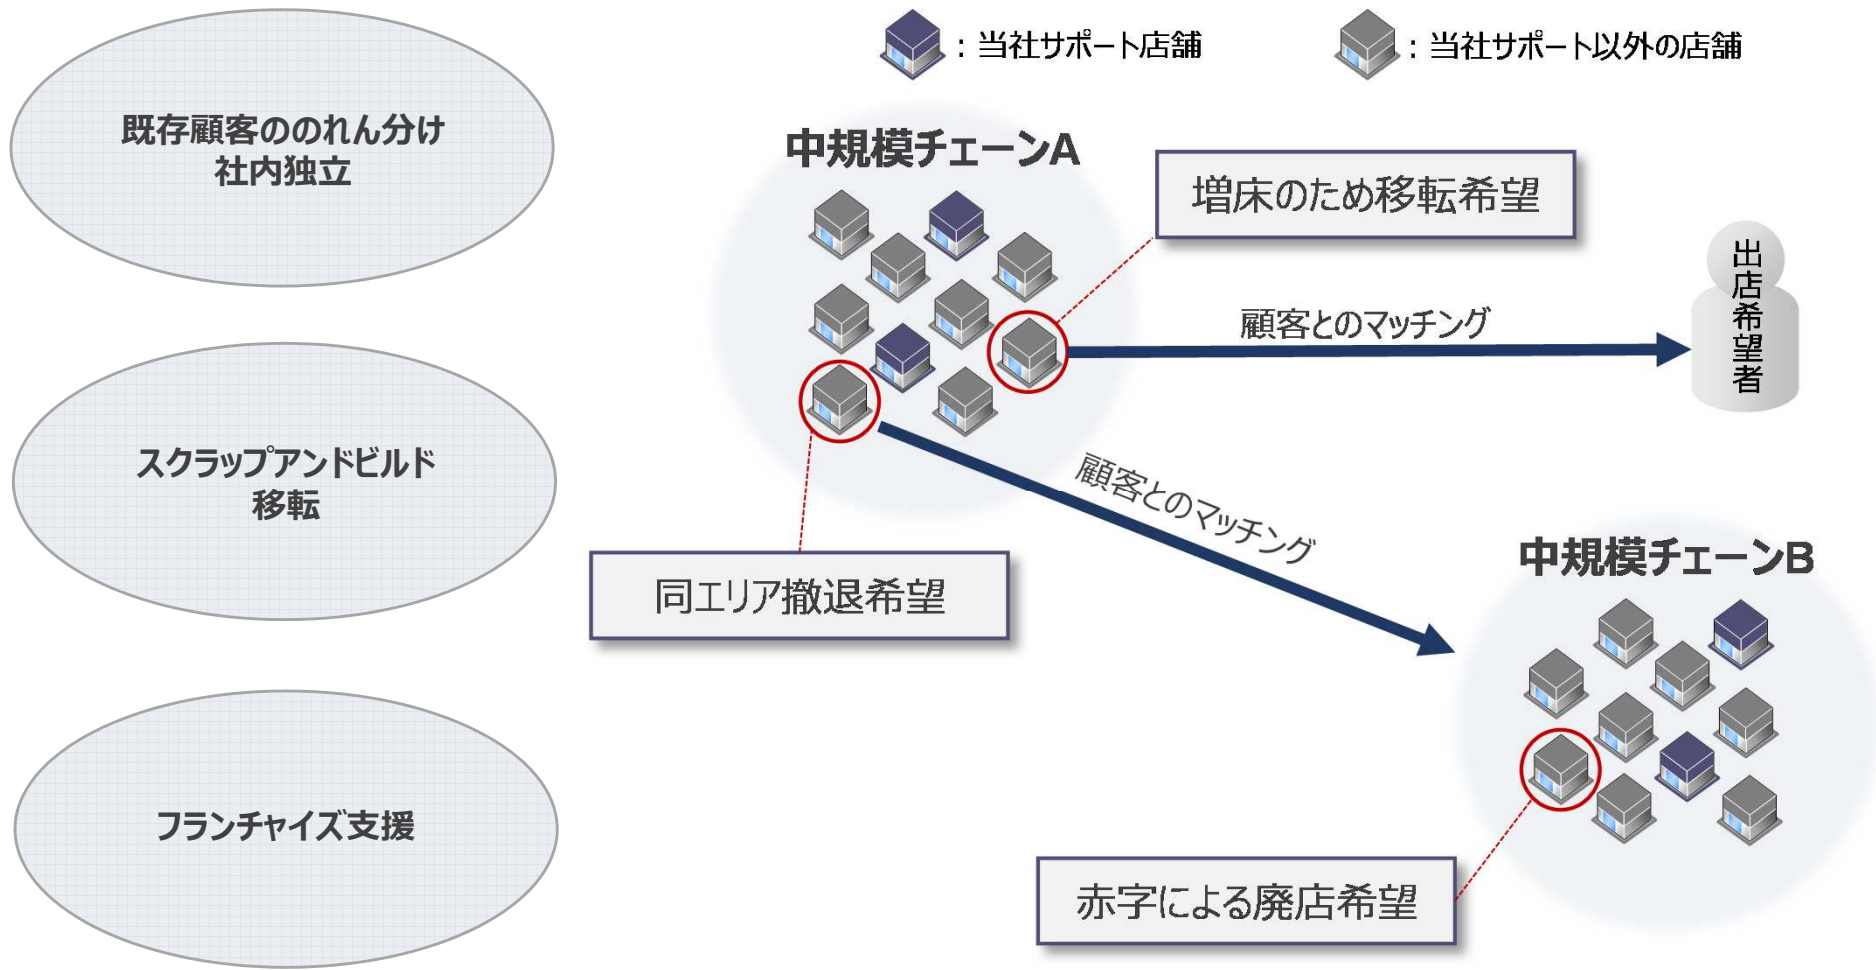 既存顧客ののれん分け
社内独立
スクラップアンドビルド
移転
フランチャイズ支援
：当社サポート店舗
：当社サポート以外の店舗
中規模チェーンA
増床のため移転希望
顧客とのマッチング
出店希望者
顧客とのマッチング
同エリア撤退希望
中規模チェーンB
赤字による廃店希望